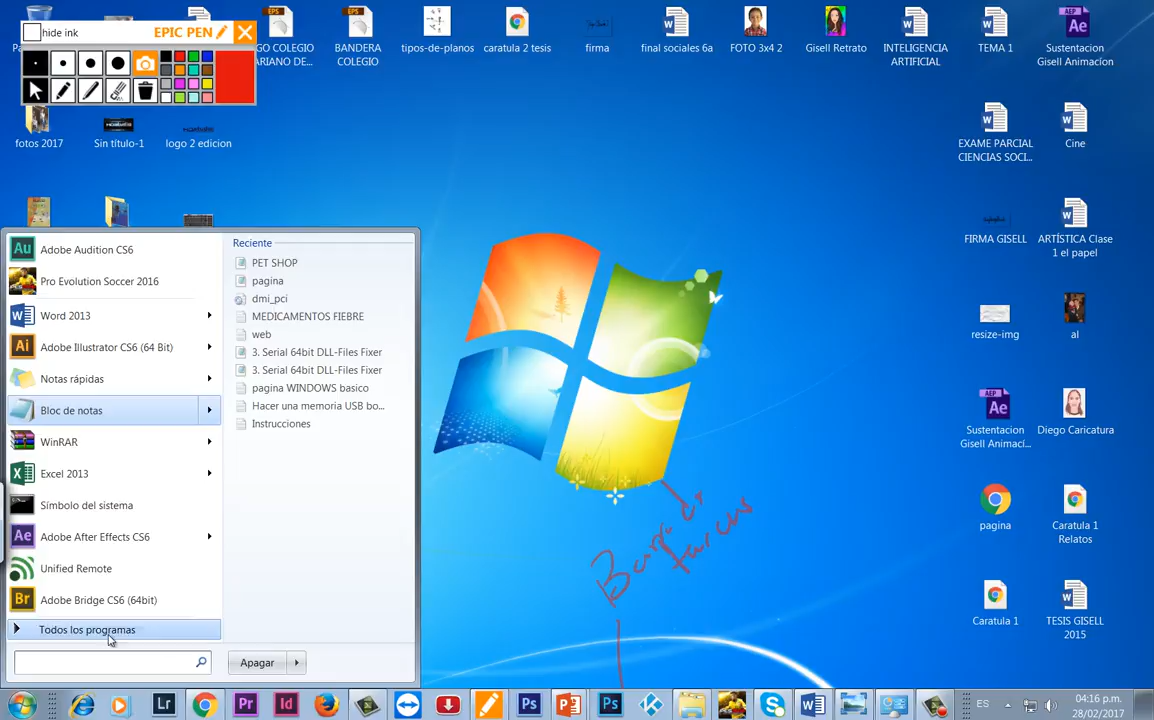 hide ink
EPIC PEN
GO COLEGIO
ARIANO DE...
BANDERA
COLEGIO
tipos-de-planos
caratula 2 tesis
firma
final sociales 6a
FOTO 3x4 2
Gisell Retrato
INTELIGENCIA
ARTIFICIAL
TEMA 1
Sustentacion
Gisell Animacion
fotos 2017
Sin título-1
logo 2 edicion
EXAME PARCIAL
CIENCIAS SOCI...
Cine
FIRMA GISELL
ARTÍSTICA Clase
1 el papel
resize-img
al
Sustentacion
Gisell Animaci...
Diego Caricatura
pagina
Caratula 1
Relatos
Caratula 1
TESIS GISELL
2015
Adobe Audition CS6
Pro Evolution Soccer 2016
Word 2013
Adobe Illustrator CS6 (64 Bit)
Notas rápidas
Bloc de notas
WinRAR
Excel 2013
Símbolo del sistema
Adobe After Effects CS6
Unified Remote
Adobe Bridge CS6 (64bit)
Todos los programas
Reciente
PET SHOP
pagina
dmi_pci
MEDICAMENTOS FIEBRE
web
3. Serial 64bit DLL-Files Fixer
3. Serial 64bit DLL-Files Fixer
pagina WINDOWS basico
Hacer una memoria USB bo...
Instrucciones
Apagar
ES
04:16 p.m.
28/02/2017